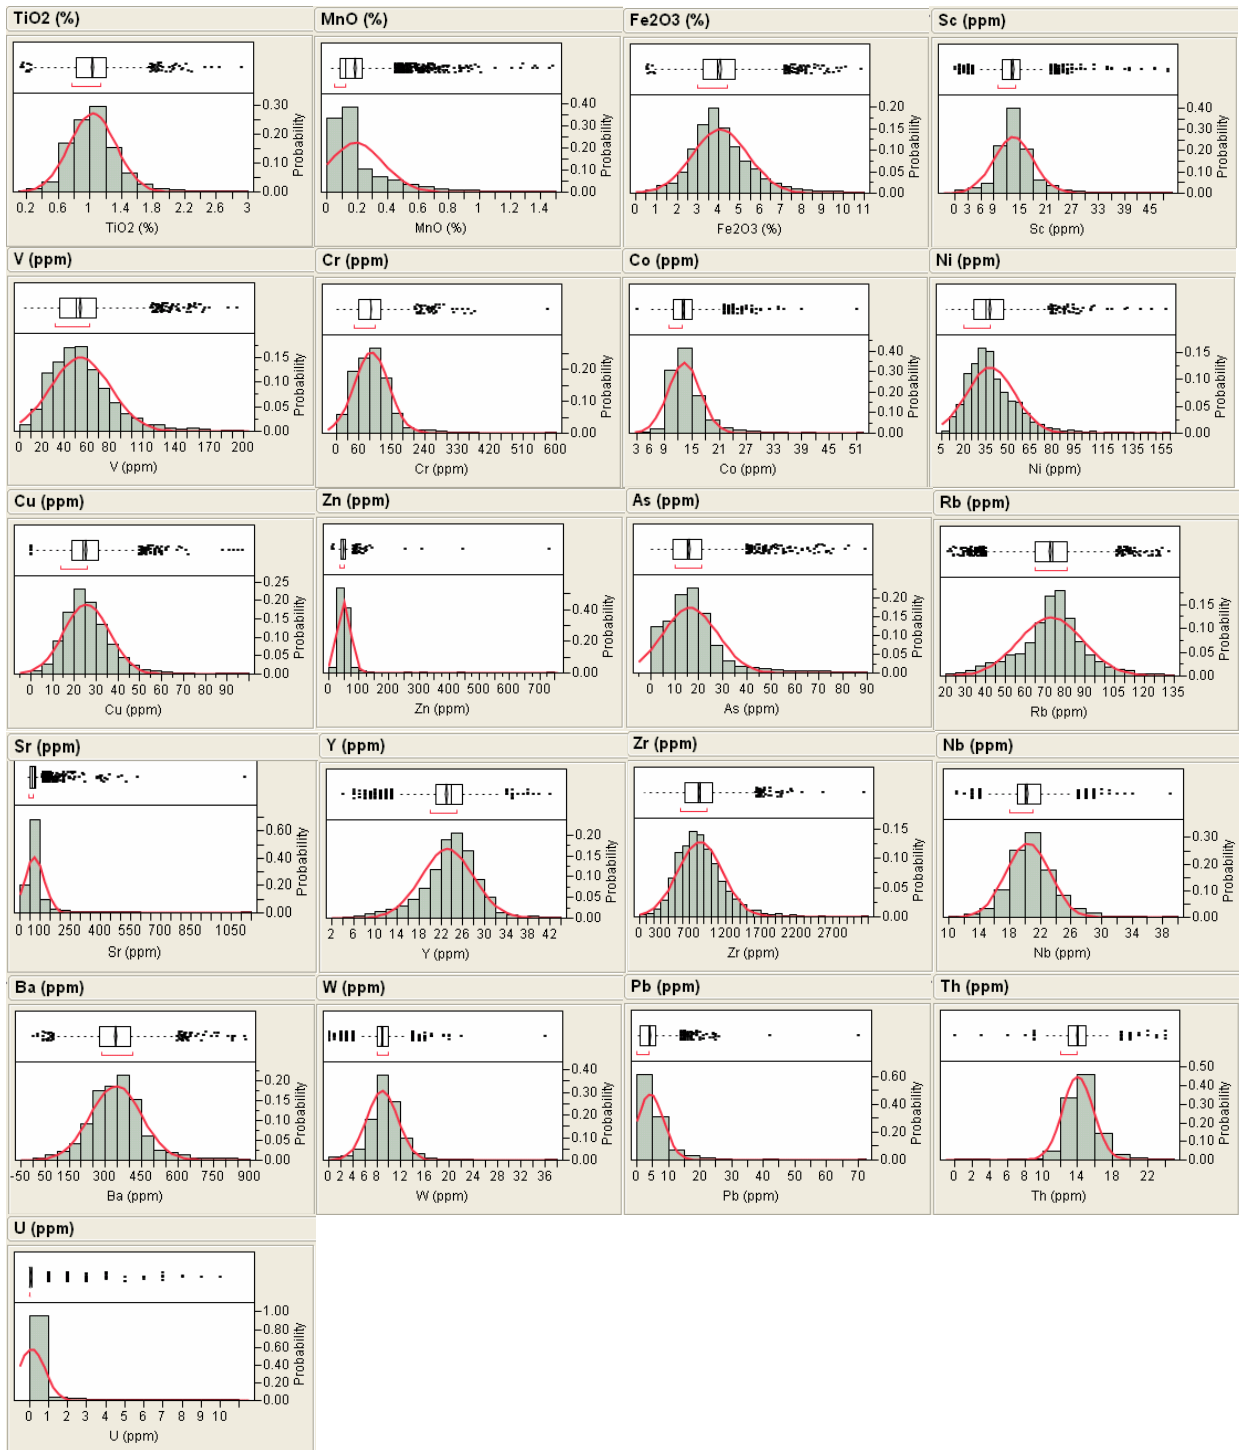 TiO2 (%)
0.30
0.20
0.10
0.00
Probability
0.2 0.6 1 1.4 1.8 2.2 2.6 3
TiO2 (%)
MnO (%)
0.40
0.30
0.20
0.10
0.00
Probability
0 0.2 0.4 0.6 0.8 1 1.2 1.4
MnO (%)
Fe2O3 (%)
0.20
0.15
0.10
0.05
0.00
Probability
0 1 2 3 4 5 6 7 8 9 10 11
Fe2O3 (%)
Sc (ppm)
0.40
0.30
0.20
0.10
0.00
Probability
0 3 6 9 15 21 27 33 39 45
Sc (ppm)
V (ppm)
0.15
0.10
0.05
0.00
Probability
0 20 40 60 80 110 140 170 200
V (ppm)
Cr (ppm)
0.20
0.10
0.00
Probability
0 60 150 240 330 420 510 600
Cr (ppm)
Co (ppm)
0.40
0.30
0.20
0.10
0.00
Probability
3 6 9 15 21 27 33 39 45 51
Co (ppm)
Ni (ppm)
0.15
0.10
0.05
0.00
Probability
5 20 35 50 65 80 95 115 135 155
Ni (ppm)
Cu (ppm)
0.25
0.20
0.15
0.10
0.05
0.00
Probability
0 10 20 30 40 50 60 70 80 90
Cu (ppm)
Zn (ppm)
0.40
0.20
0.00
Probability
0 100 200 300 400 500 600 700
Zn (ppm)
As (ppm)
0.20
0.15
0.10
0.05
0.00
Probability
0 10 20 30 40 50 60 70 80 90
As (ppm)
Rb (ppm)
0.15
0.10
0.05
0.00
Probability
20 30 40 50 60 70 80 90 105 120 135
Rb (ppm)
Sr (ppm)
0.60
0.40
0.20
0.00
Probability
0 100 250 400 550 700 850 1050
Sr (ppm)
Y (ppm)
0.20
0.15
0.10
0.05
0.00
Probability
2 6 10 14 18 22 26 30 34 38 42
Y (ppm)
Zr (ppm)
0.15
0.10
0.05
0.00
Probability
0 300 700 1200 1700 2200 2700
Zr (ppm)
Nb (ppm)
0.30
0.20
0.10
0.00
Probability
10 14 18 22 26 30 34 38
Nb (ppm)
Ba (ppm)
0.20
0.15
0.10
0.05
0.00
Probability
-50 50 150 300 450 600 750 900
Ba (ppm)
W (ppm)
0.40
0.30
0.20
0.10
0.00
Probability
0 2 4 6 8 12 16 20 24 28 32 36
W (ppm)
Pb (ppm)
0.60
0.40
0.20
0.00
Probability
0 5 10 20 30 40 50 60 70
Pb (ppm)
Th (ppm)
0.50
0.40
0.30
0.20
0.10
0.00
Probability
0 2 4 6 10 14 18 22
Th (ppm)
U (ppm)
1.00
0.80
0.60
0.40
0.20
0.00
Probability
0 1 2 3 4 5 6 7 8 9 10
U (ppm)